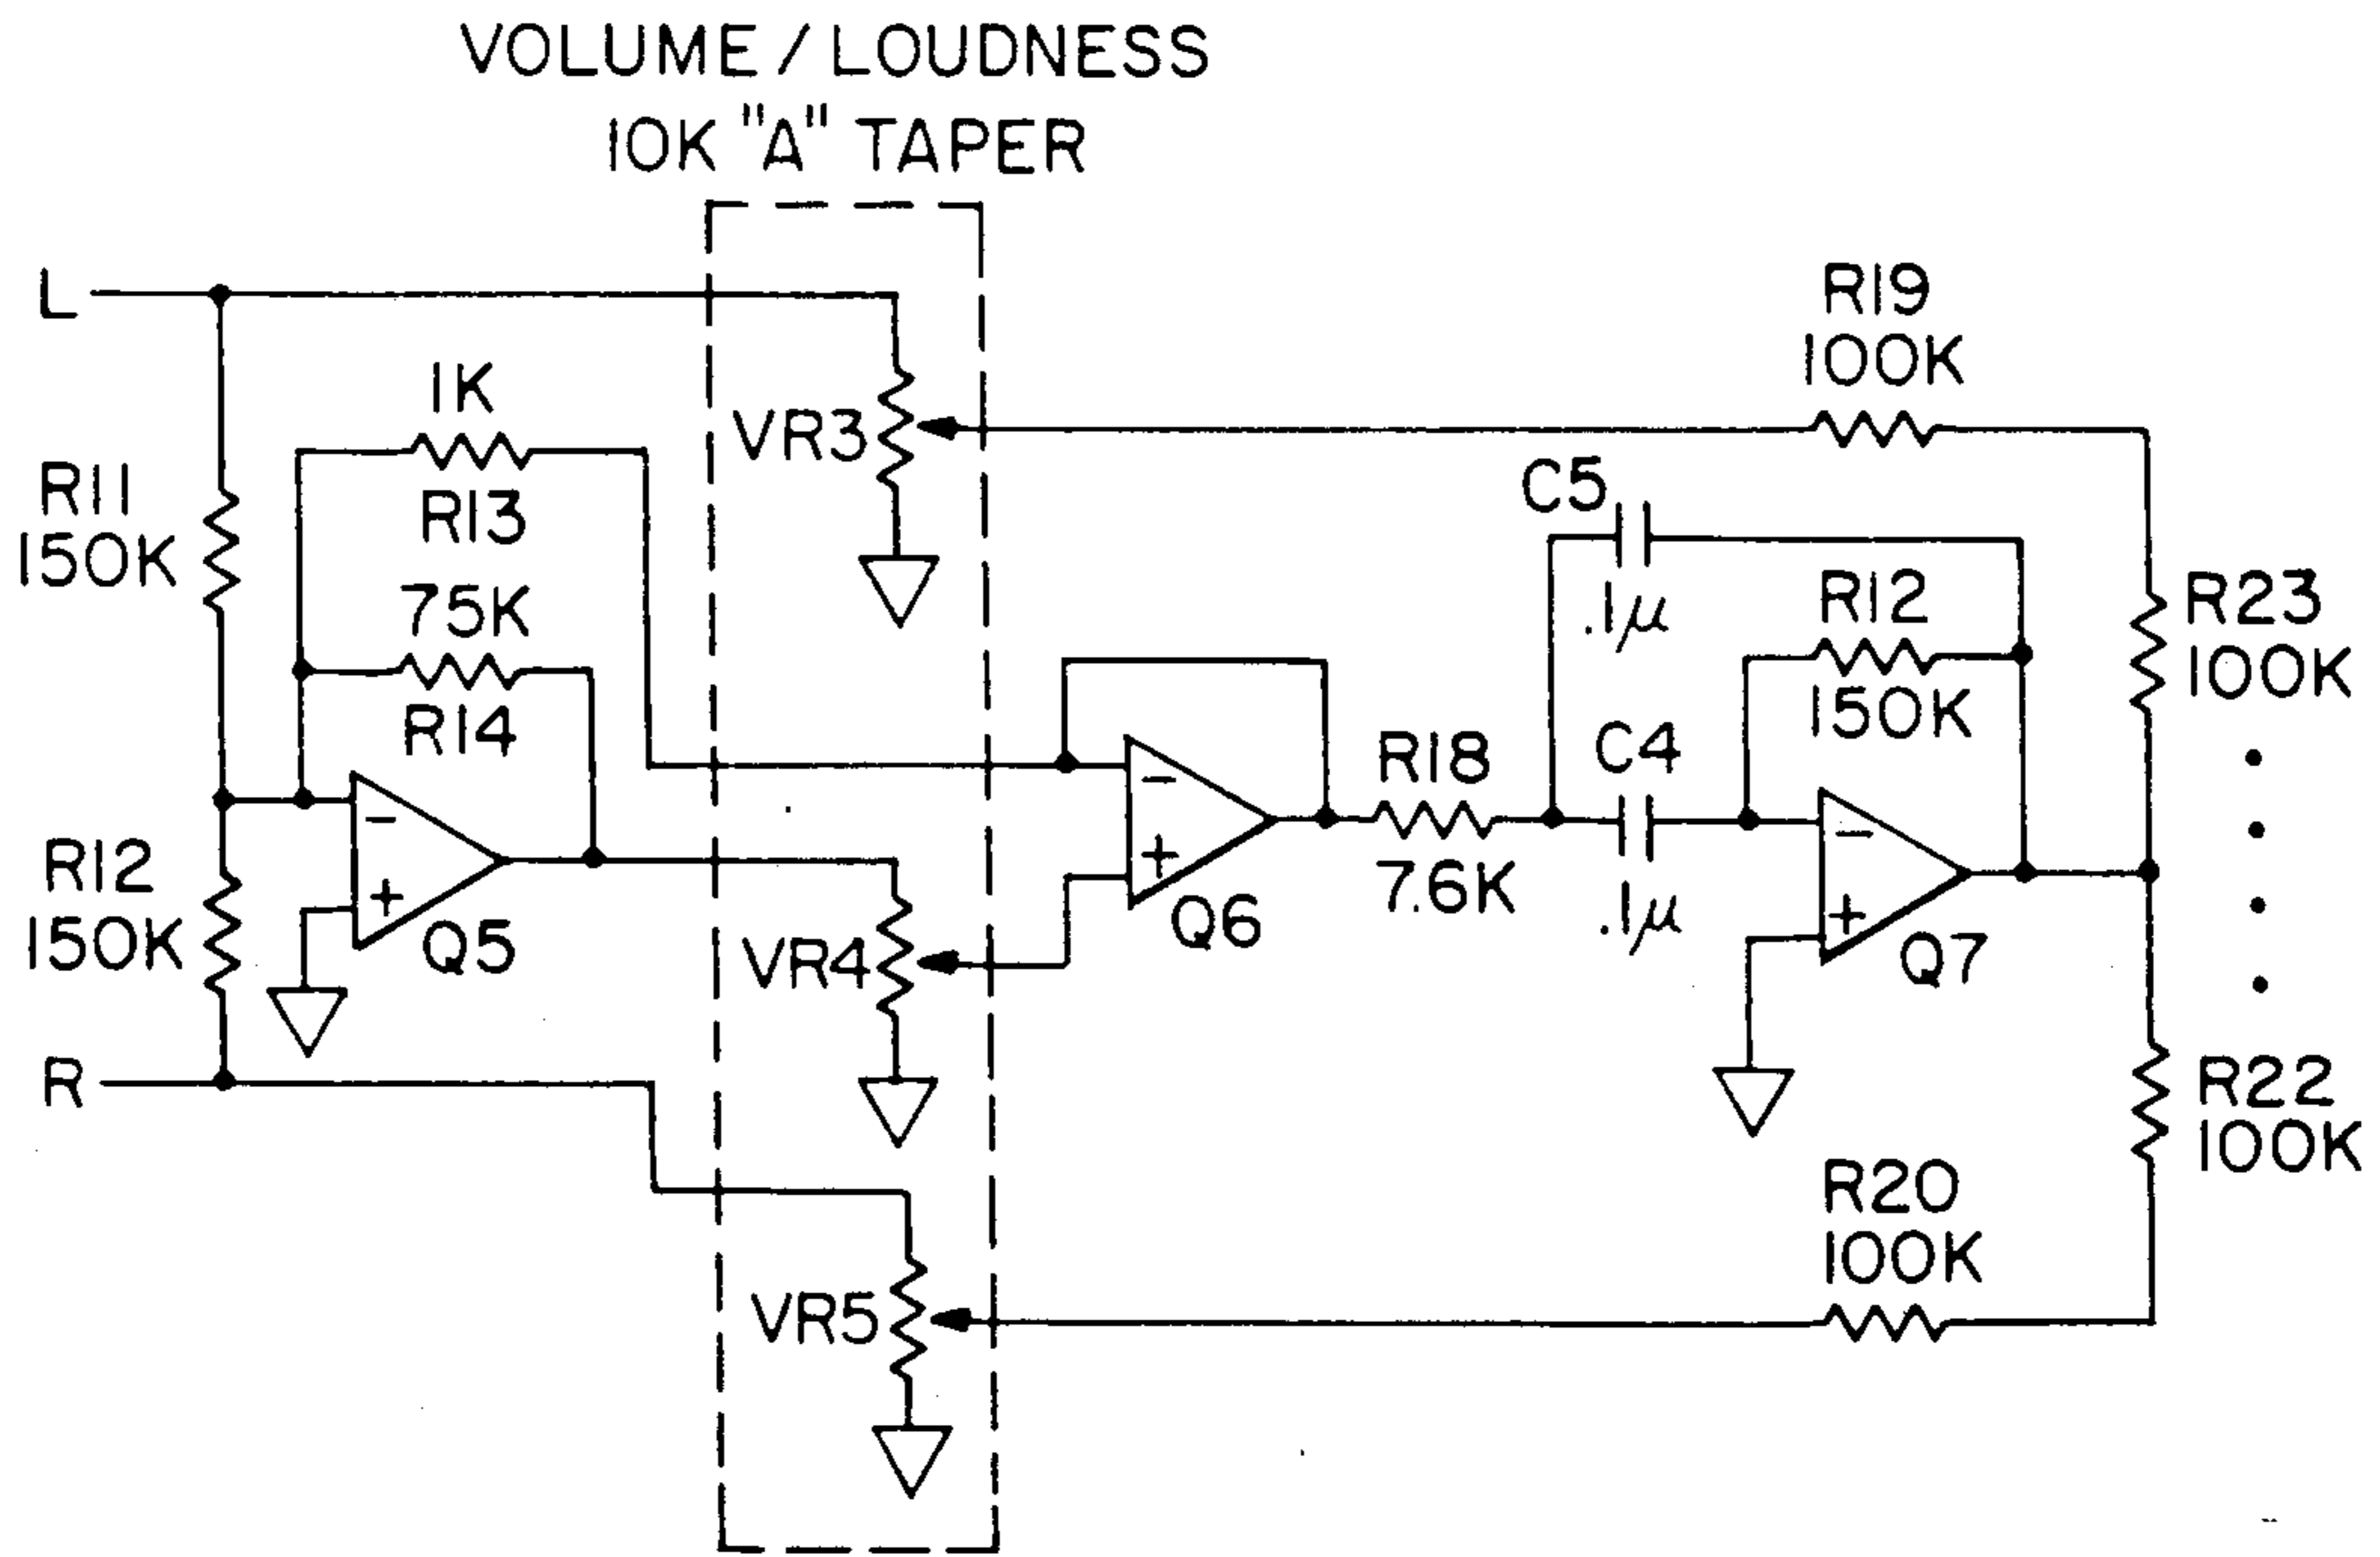 VOLUME / LOUDNESS
10K "A" TAPER
L
R11
150K
1K
R13
75K
R14
R12
150K
R
-
+
Q5
VR3
VR4
VR5
-
+
Q6
R18
7.6K
C5
.1μ
C4
.1μ
R12
150K
-
+
Q7
R19
100K
R23
100K
R22
100K
R20
100K